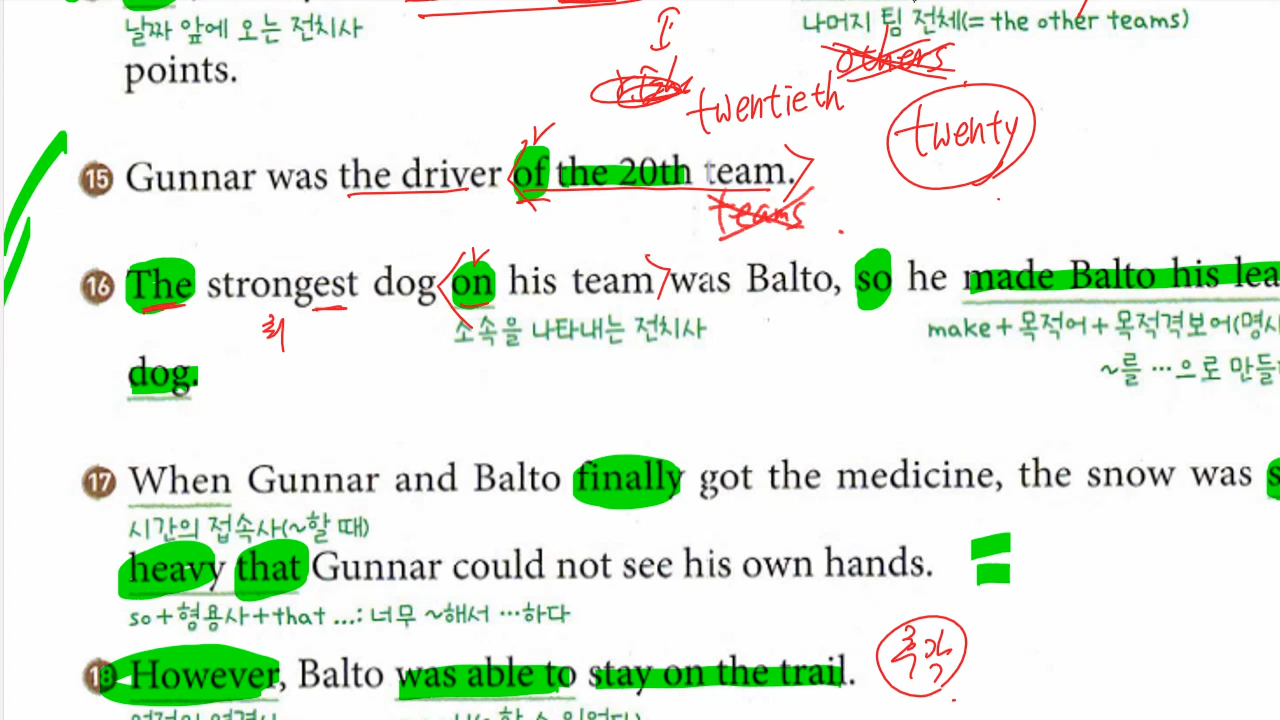 날짜 앞에 오는 전치사
나머지 팀 전체(= the other teams)
others
points.
twentieth
twenty
15 Gunnar was the driver of the 20th team.
teams
16 The strongest dog on his team was Balto, so he made Balto his lea
최
소속을 나타내는 전치사
make+목적어+목적격보어(명사
~를 …으로 만들다
dog.
17 When Gunnar and Balto finally got the medicine, the snow was s
시간의 접속사(~할 때)
heavy that Gunnar could not see his own hands.
so+형용사+that …: 너무 ~해서 …하다
18 However, Balto was able to stay on the trail.